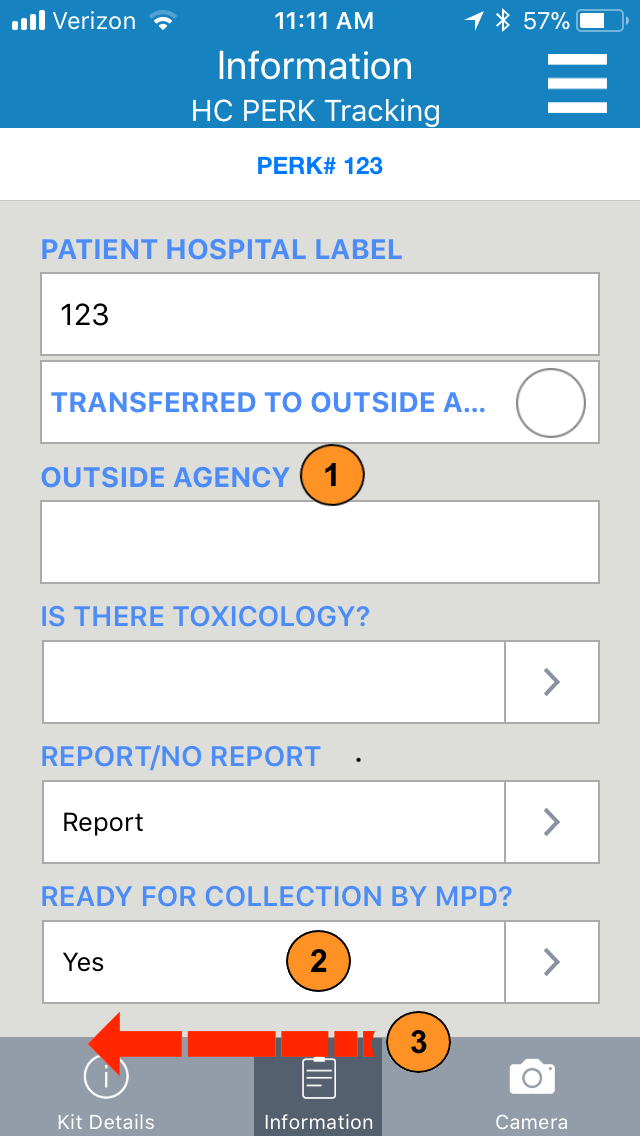 Verizon 11:11 AM 57%
Information
HC PERK Tracking
PERK# 123
PATIENT HOSPITAL LABEL
123
TRANSFERRED TO OUTSIDE A...
OUTSIDE AGENCY 1
IS THERE TOXICOLOGY?
REPORT/NO REPORT .
Report
READY FOR COLLECTION BY MPD?
Yes 2
3
Kit Details Information Camera